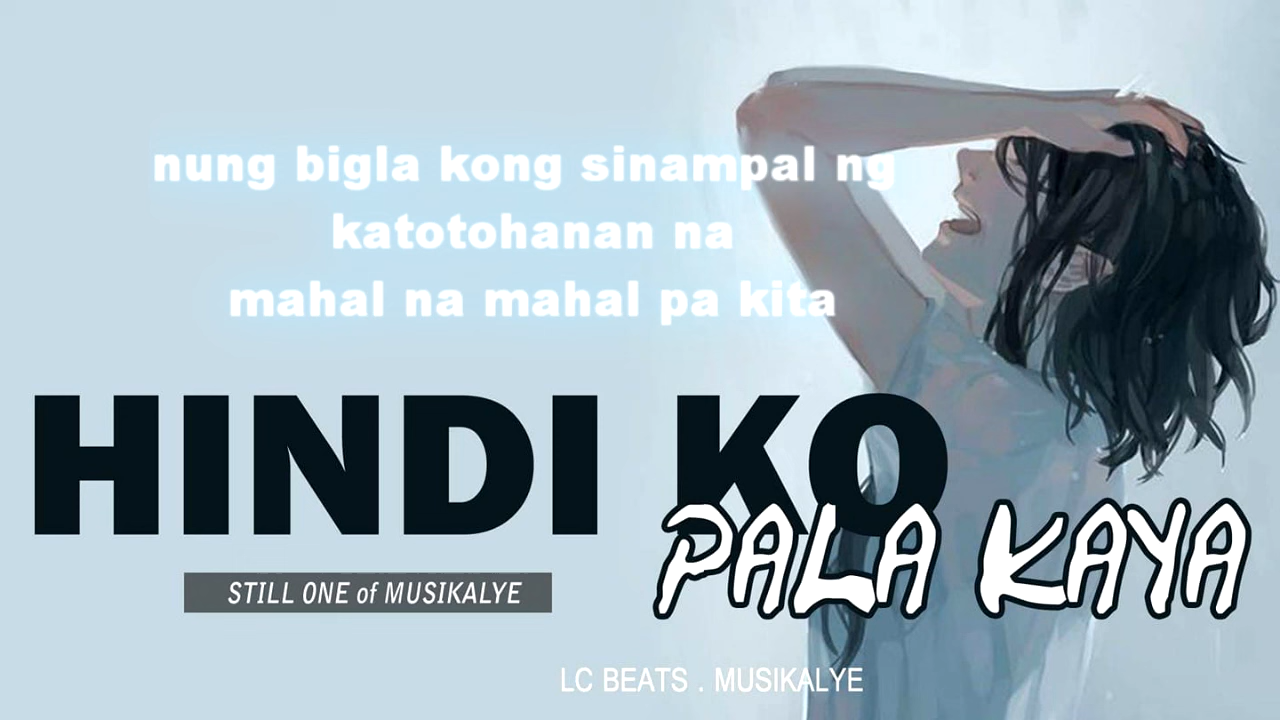 nung bigla kong sinampal ng
katotohanan na
mahal na mahal pa kita
HINDI KO
PALA KAYA
STILL ONE of MUSIKALYE
LC BEATS . MUSIKALYE